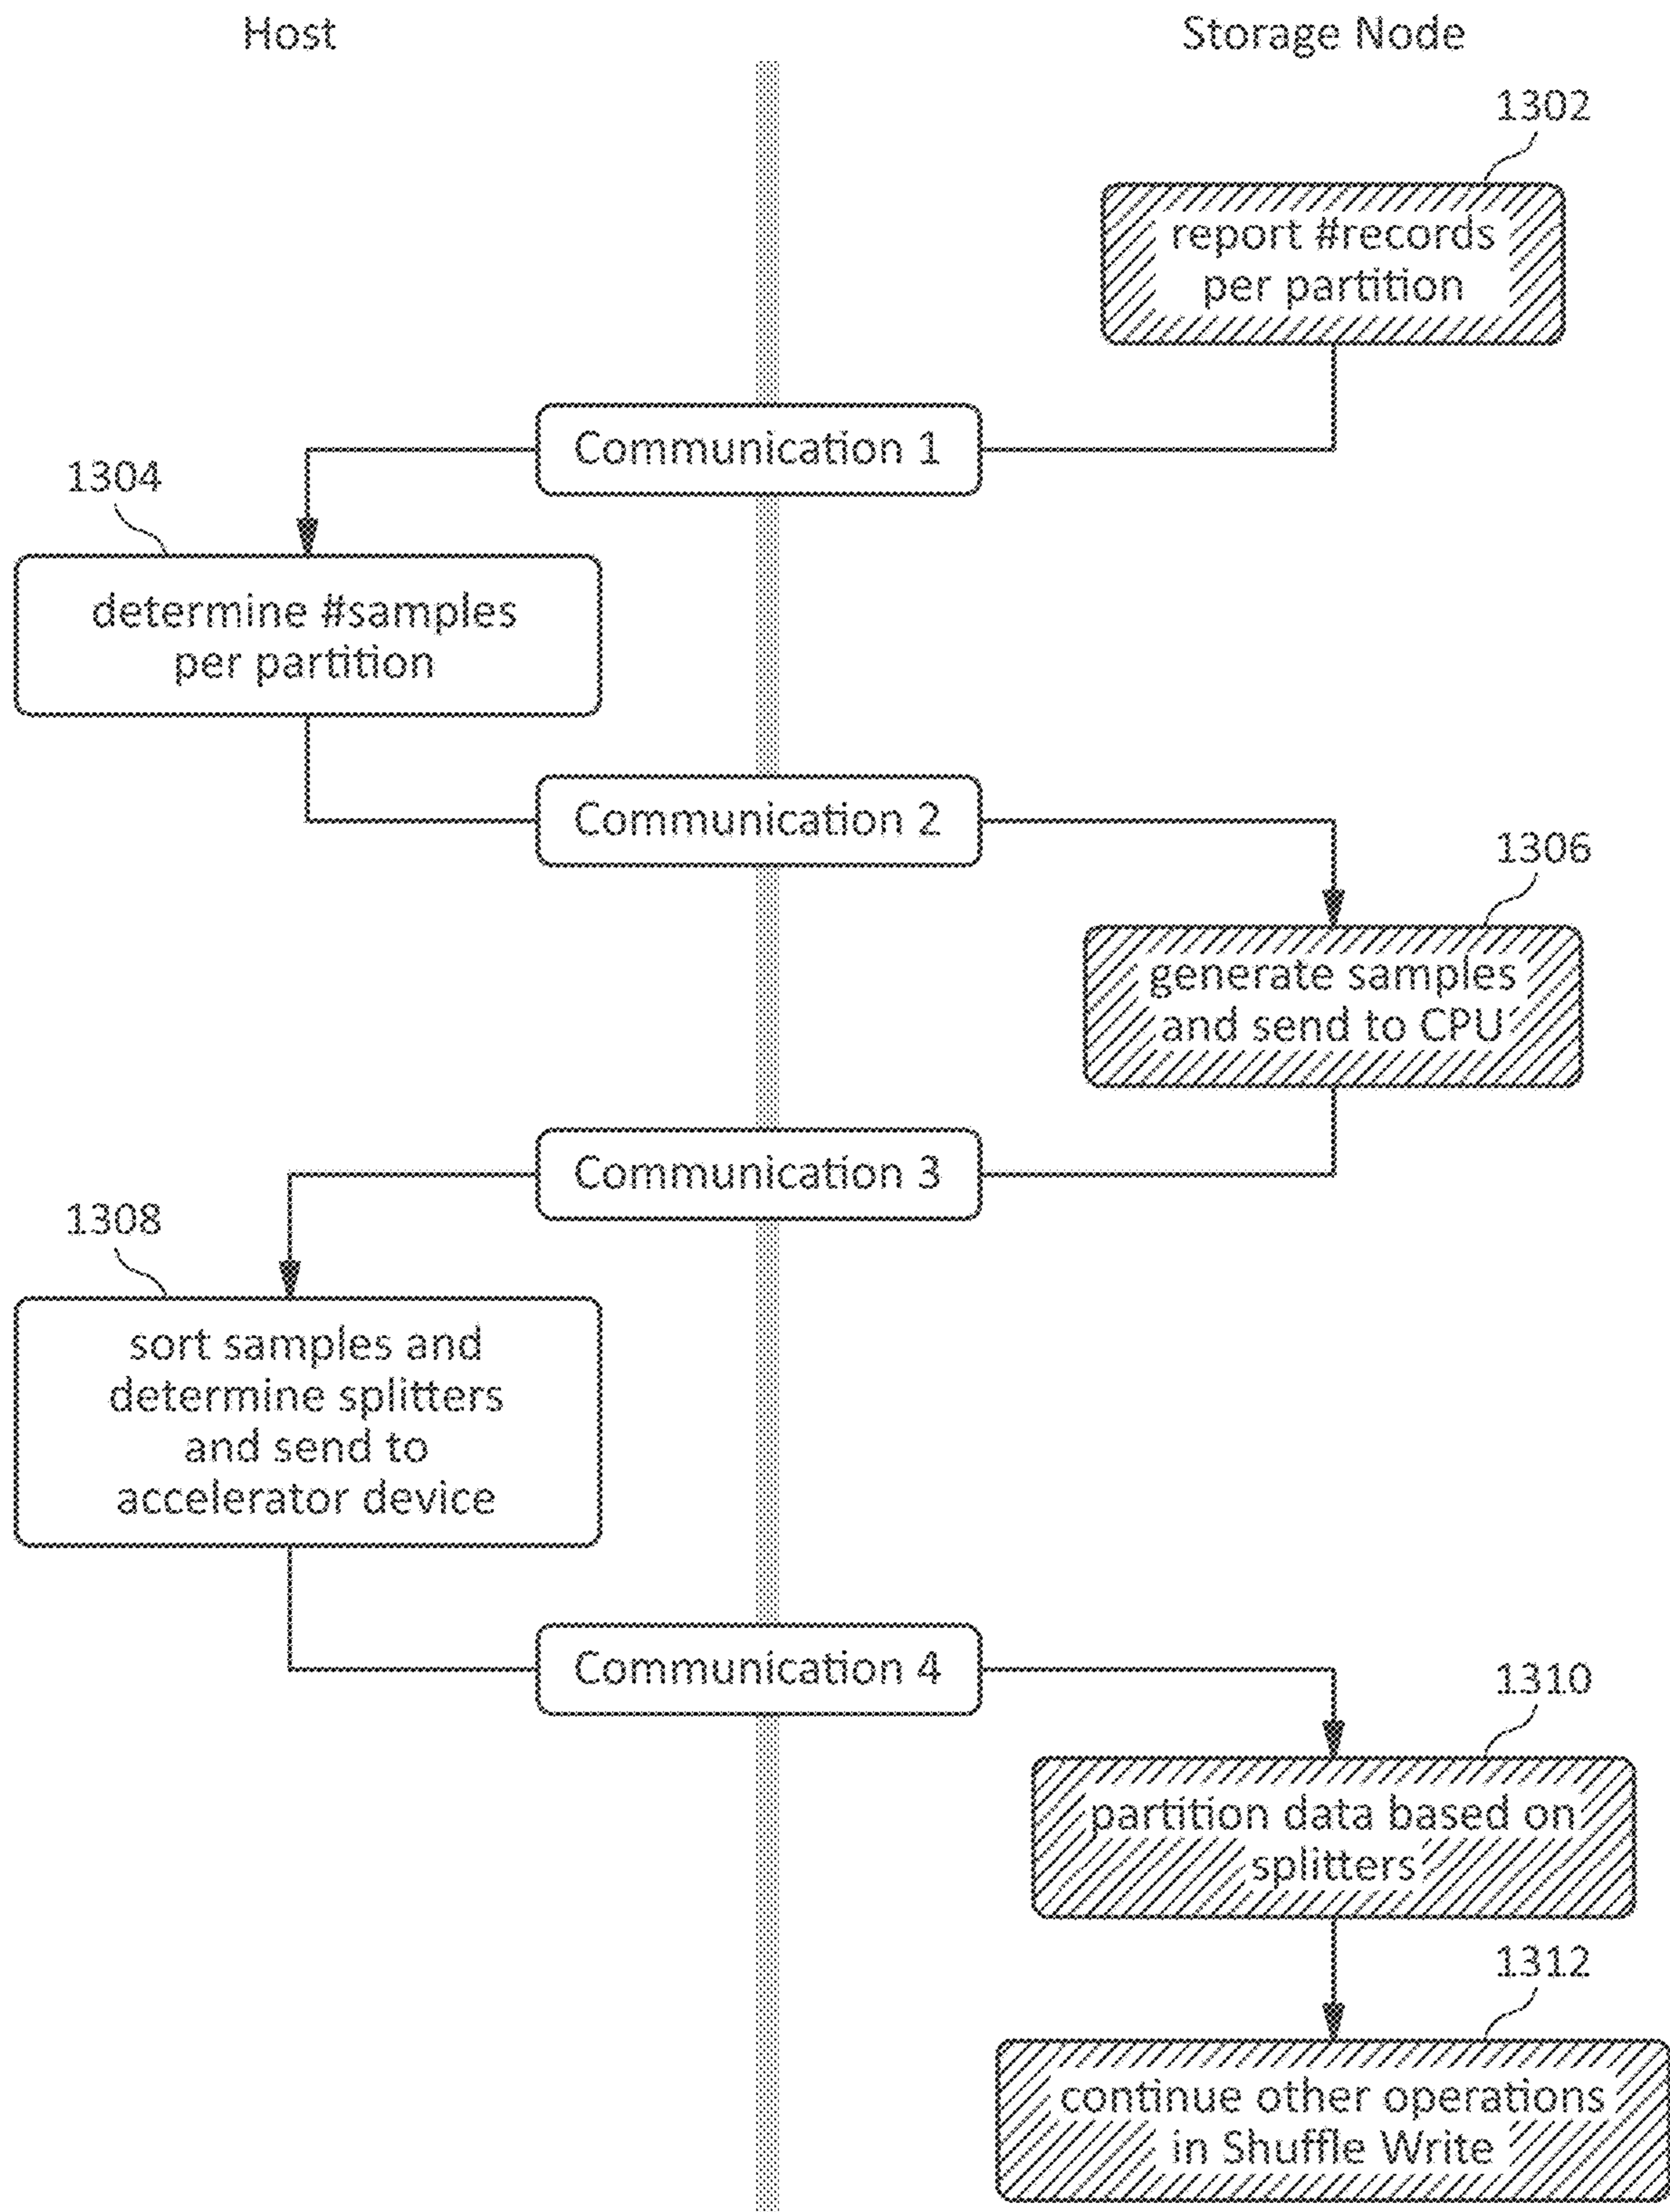 Host
Storage Node
1302
report #records
per partition
Communication 1
1304
determine #samples
per partition
Communication 2
1306
generate samples
and send to CPU
Communication 3
1308
sort samples and
determine splitters
and send to
accelerator device
Communication 4
1310
partition data based on
splitters
1312
continue other operations
in Shuffle Write